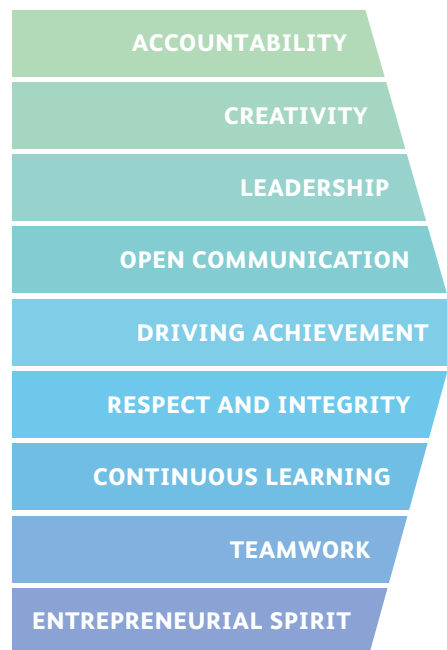 ACCOUNTABILITY
CREATIVITY
LEADERSHIP
OPEN COMMUNICATION
DRIVING ACHIEVEMENT
RESPECT AND INTEGRITY
CONTINUOUS LEARNING
TEAMWORK
ENTREPRENEURIAL SPIRIT